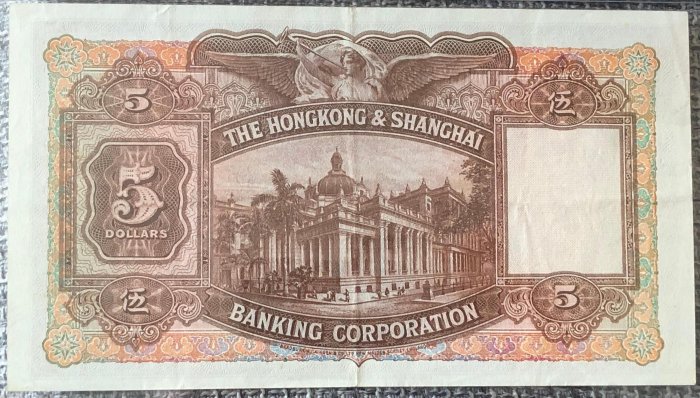 5
伍
THE HONGKONG & SHANGHAI
5
DOLLARS
伍
5
BANKING CORPORATION